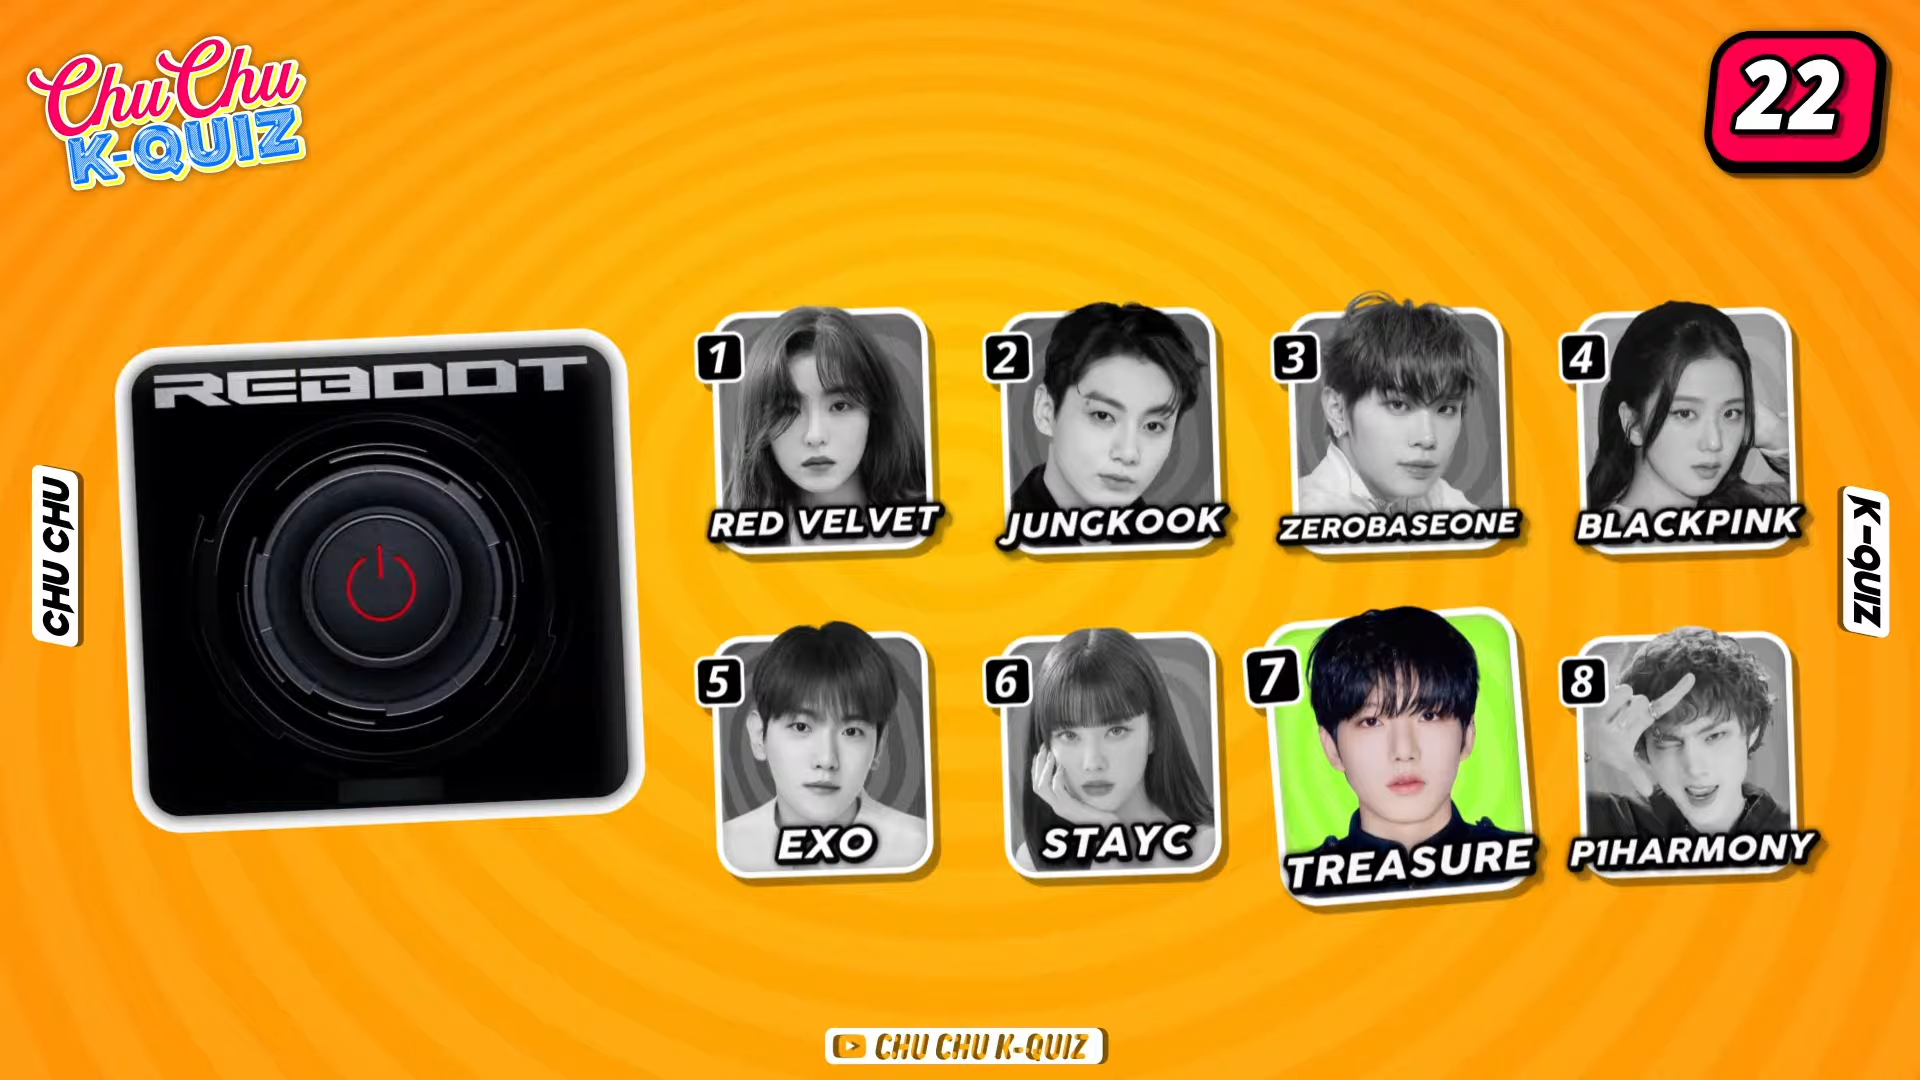 Chu Chu
K-QUIZ
22
REBOOT
1
RED VELVET
2
JUNGKOOK
3
ZEROBASEONE
4
BLACKPINK
5
EXO
6
STAYC
7
TREASURE
8
P1HARMONY
CHU CHU
K-QUIZ
CHU CHU K-QUIZ